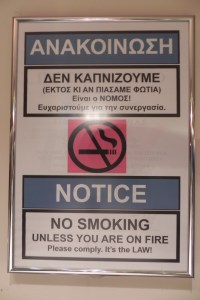 ΑΝΑΚΟΙΝΩΣΗ
ΔΕΝ ΚΑΠΝΙΖΟΥΜΕ
(ΕΚΤΟΣ ΚΙ ΑΝ ΠΙΑΣΑΜΕ ΦΩΤΙΑ)
Είναι ο ΝΟΜΟΣ!
Ευχαριστούμε για την συνεργασία.
NOTICE
NO SMOKING
UNLESS YOU ARE ON FIRE
Please comply. It's the LAW!